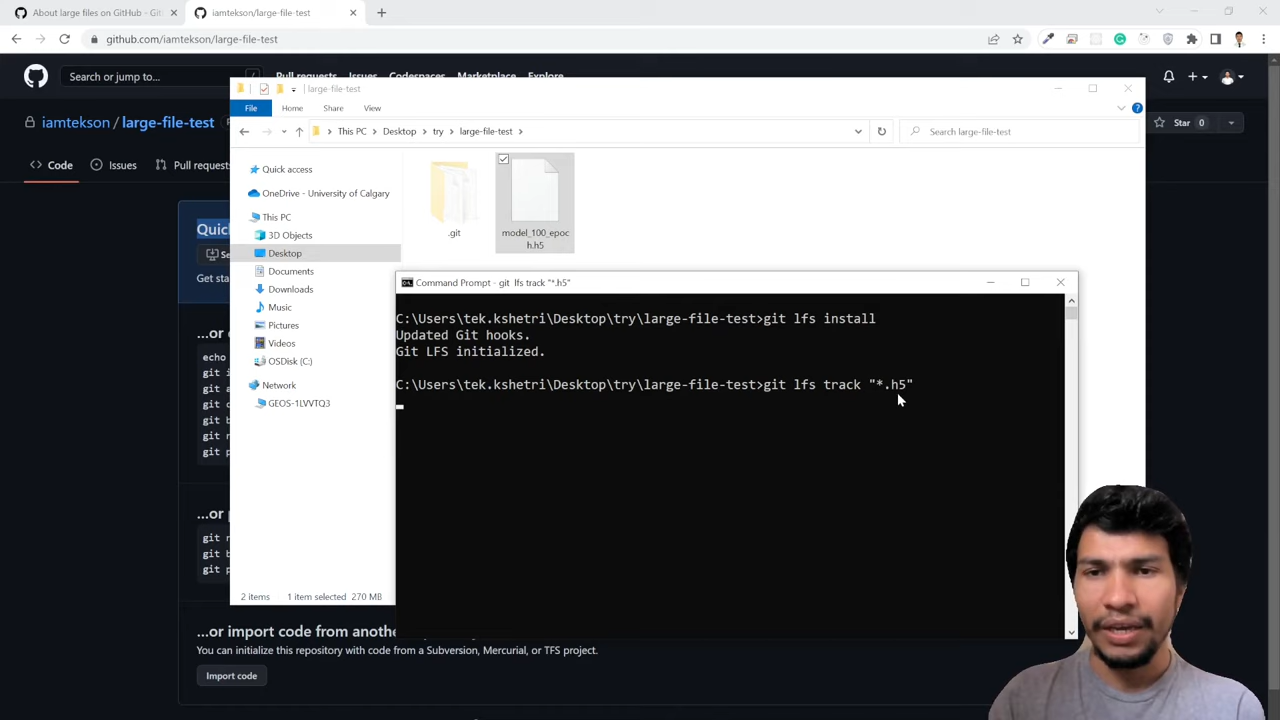 About large files on GitHub - Git
iamtekson/large-file-test
github.com/iamtekson/large-file-test
Search or jump to...
/
Pull requests
Issues
Codespaces
Marketplace
Explore
large-file-test
File
Home
Share
View
This PC
Desktop
try
large-file-test
Search large-file-test
iamtekson / large-file-test
Star
0
Code
Issues
Pull requests
Quick access
OneDrive - University of Calgary
This PC
3D Objects
Desktop
Documents
Downloads
Music
Pictures
Videos
OSDisk (C:)
Network
GEOS-1LVVTQ3
.git
model_100_epoc
h.h5
2 items
1 item selected
270 MB
Quic
Se
Get sta
...or c
echo
git i
git
git c
git b
git r
git p
...or p
git r
git b
git p
Command Prompt - git lfs track "*.h5"
C:\Users\tek.kshetri\Desktop\try\large-file-test>git lfs install
Updated Git hooks.
Git LFS initialized.
C:\Users\tek.kshetri\Desktop\try\large-file-test>git lfs track "*.h5"
...or import code from anothe
You can initialize this repository with code from a Subversion, Mercurial, or TFS project.
Import code